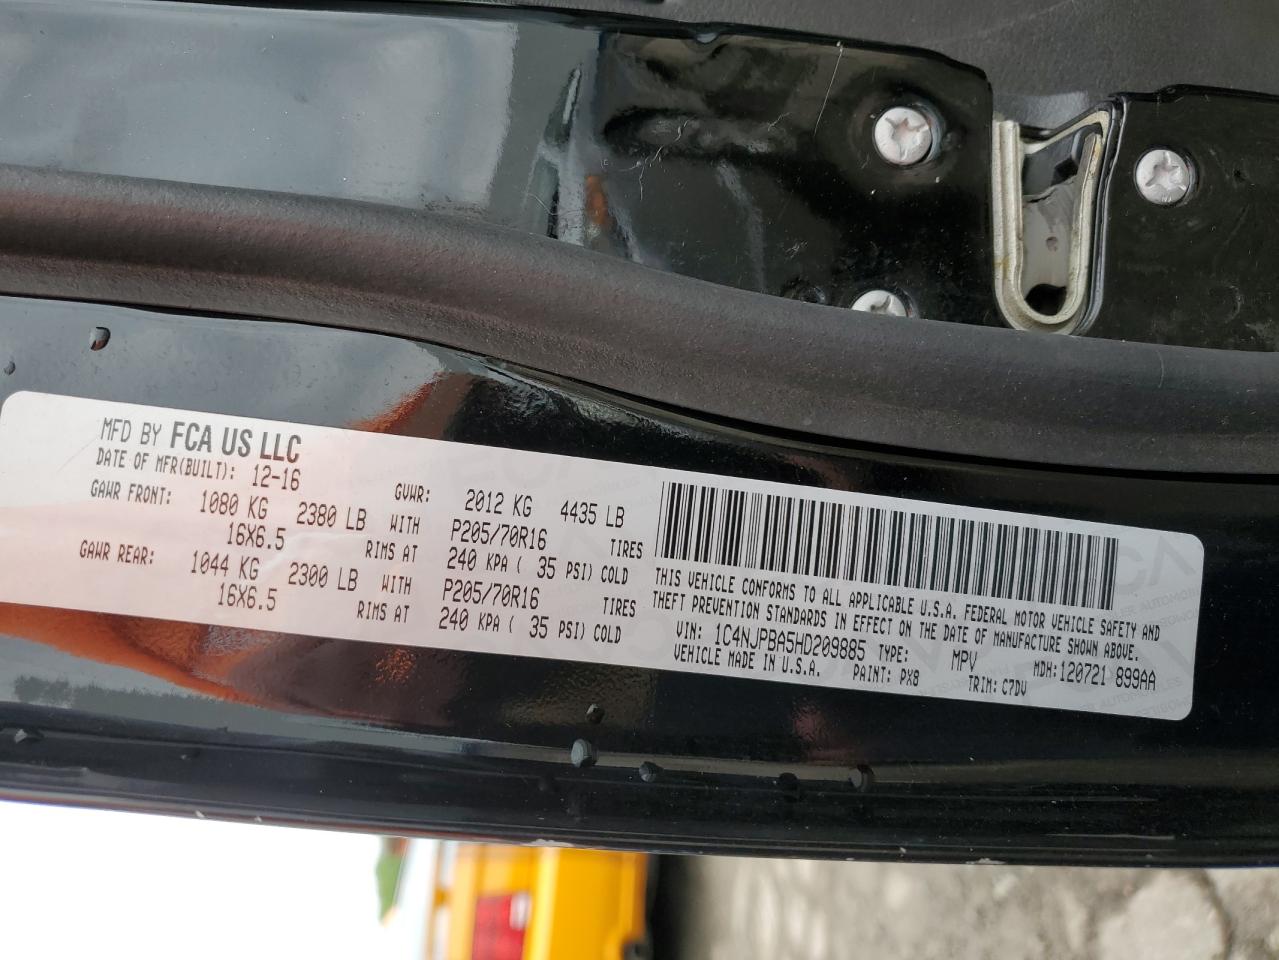 MFD BY FCA US LLC
DATE OF MFR(BUILT): 12-16 GVWR: 2012 KG 4435 LB
GAWR FRONT: 1080 KG 2380 LB WITH P205/70R16 TIRES
16X6.5 RIMS AT 240 KPA ( 35 PSI) COLD
GAWR REAR: 1044 KG 2300 LB WITH P205/70R16 TIRES
16X6.5 RIMS AT 240 KPA ( 35 PSI) COLD
THIS VEHICLE CONFORMS TO ALL APPLICABLE U.S.A. FEDERAL MOTOR VEHICLE SAFETY AND
THEFT PREVENTION STANDARDS IN EFFECT ON THE DATE OF MANUFACTURE SHOWN ABOVE.
VIN: 1C4NJPBA5HD209885 TYPE: MPV MDH:120721 899AA
VEHICLE MADE IN U.S.A. PAINT: PX8 TRIM: C7DV